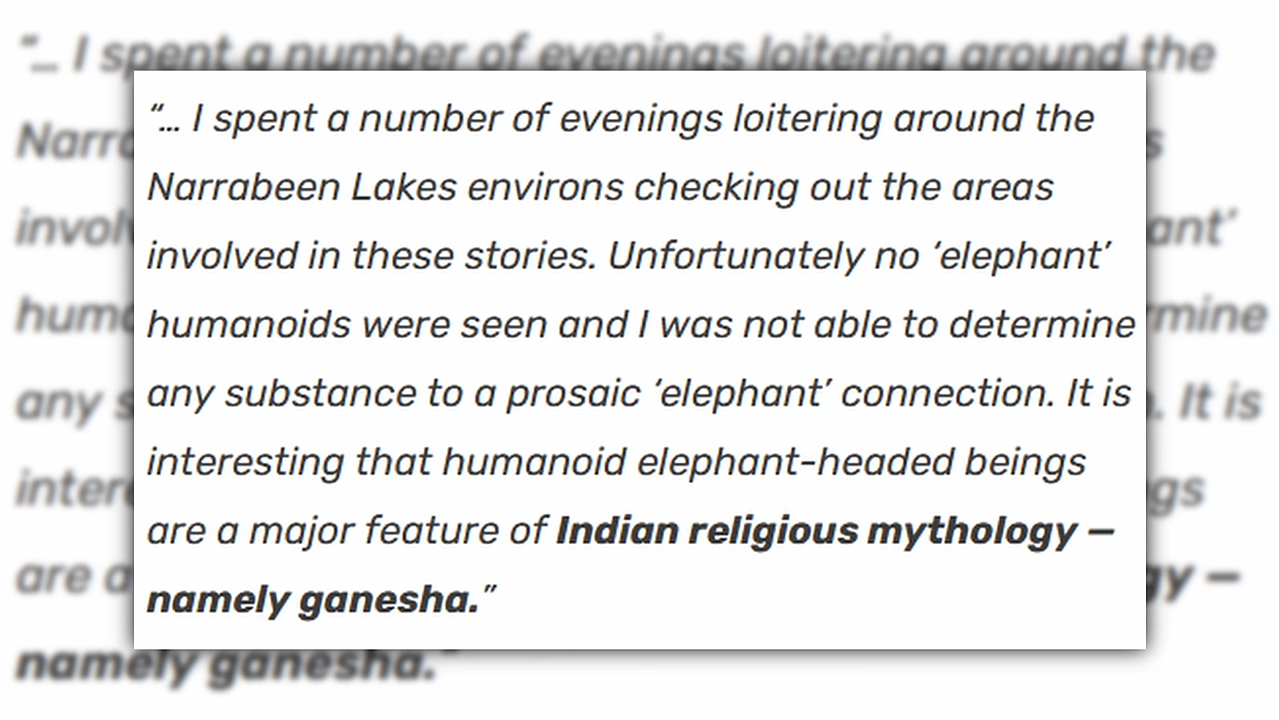 “... I spent a number of evenings loitering around the
Narrabeen Lakes environs checking out the areas
involved in these stories. Unfortunately no ‘elephant’
humanoids were seen and I was not able to determine
any substance to a prosaic ‘elephant’ connection. It is
interesting that humanoid elephant-headed beings
are a major feature of Indian religious mythology —
namely ganesha.”